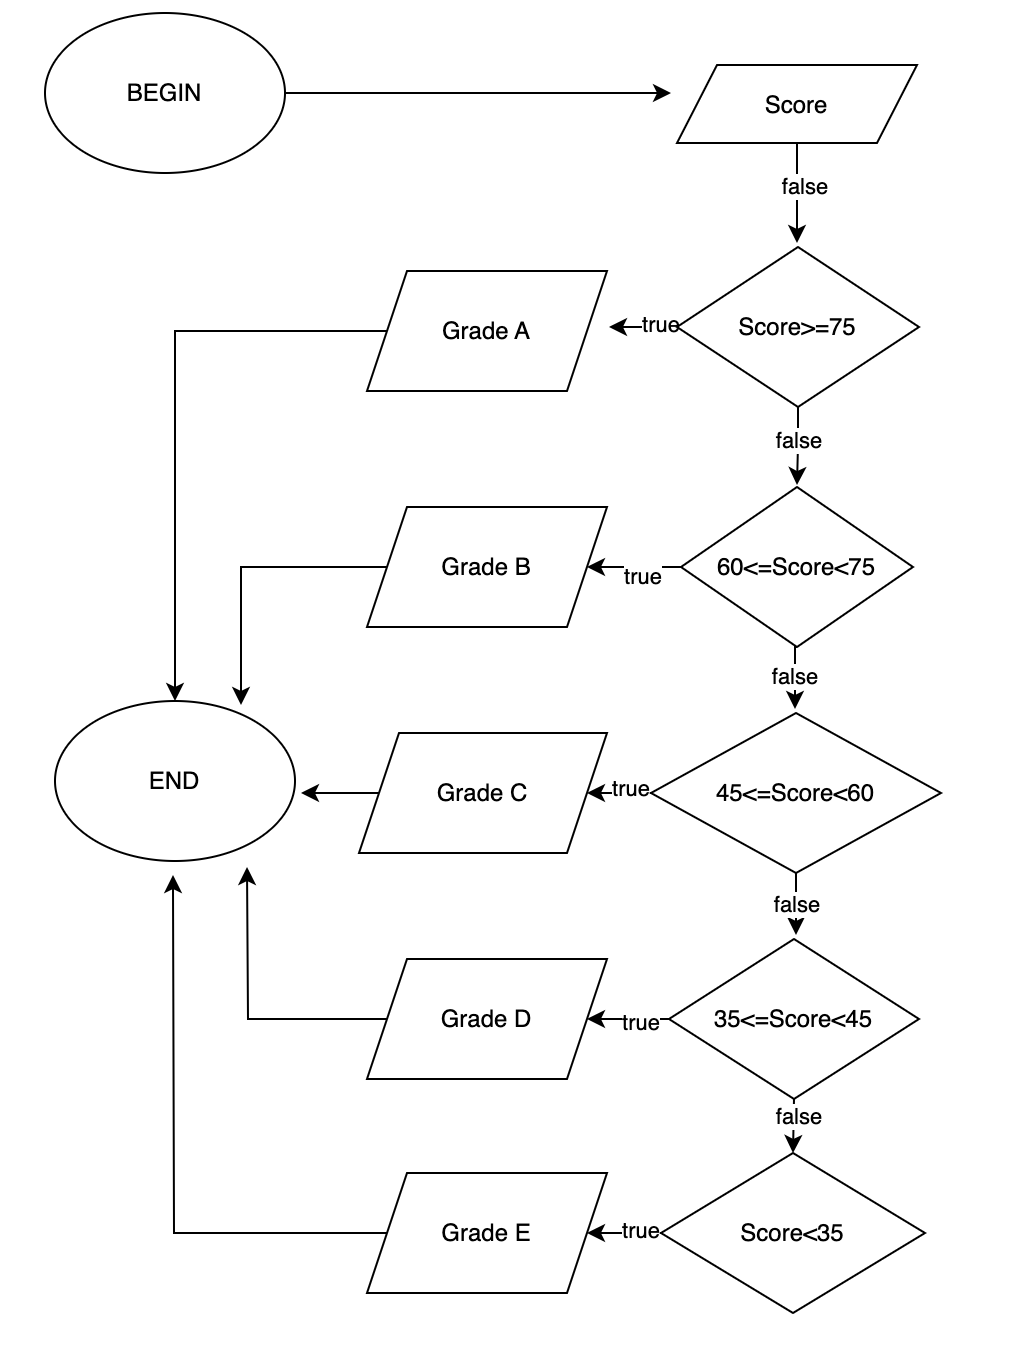 BEGIN
Score
false
Grade A
true
Score>=75
false
Grade B
true
60<=Score<75
false
END
Grade C
true
45<=Score<60
false
Grade D
true
35<=Score<45
false
Grade E
true
Score<35